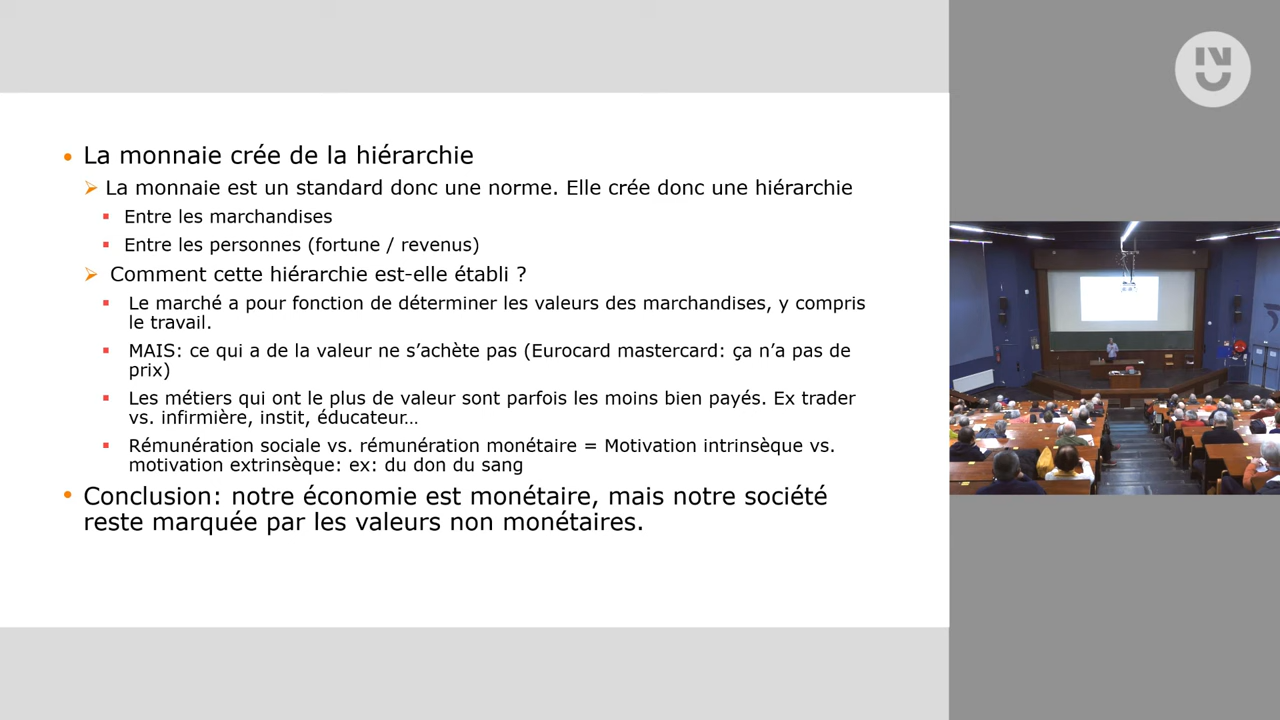 La monnaie crée de la hiérarchie
La monnaie est un standard donc une norme. Elle crée donc une hiérarchie
Entre les marchandises
Entre les personnes (fortune / revenus)
Comment cette hiérarchie est-elle établi ?
Le marché a pour fonction de déterminer les valeurs des marchandises, y compris
le travail.
MAIS: ce qui a de la valeur ne s’achète pas (Eurocard mastercard: ça n’a pas de
prix)
Les métiers qui ont le plus de valeur sont parfois les moins bien payés. Ex trader
vs. infirmière, instit, éducateur…
Rémunération sociale vs. rémunération monétaire = Motivation intrinsèque vs.
motivation extrinsèque: ex: du don du sang
Conclusion: notre économie est monétaire, mais notre société
reste marquée par les valeurs non monétaires.